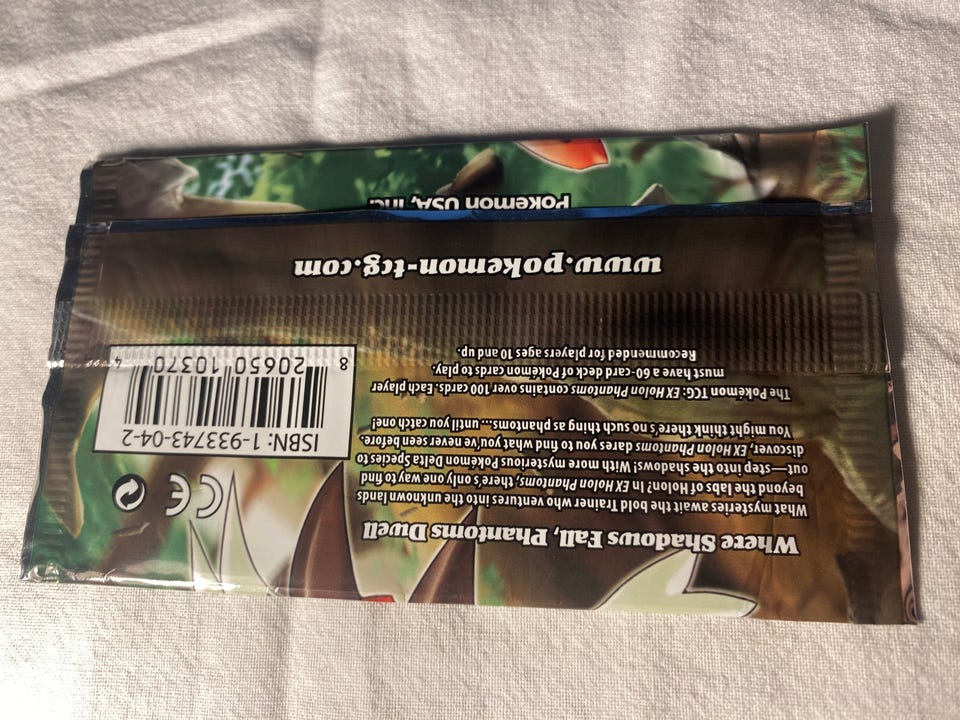 Where Shadows Fall, Phantoms Dwell
What mysteries await the bold Trainer who ventures into the unknown lands
beyond the labs of Holon? In EX Holon Phantoms, there's only one way to find
out—step into the shadows! With more mysterious Pokémon Delta Species to
discover, EX Holon Phantoms dares you to find what you've never seen before.
You might think there's no such thing as phantoms... until you catch one!
The Pokémon TCG: EX Holon Phantoms contains over 100 cards. Each player
must have a 60-card deck of Pokémon cards to play.
Recommended for players ages 10 and up.
CE
ISBN: 1-933743-04-2
8 20650 10370 4
www.pokemon-tcg.com
Pokémon USA, Inc.